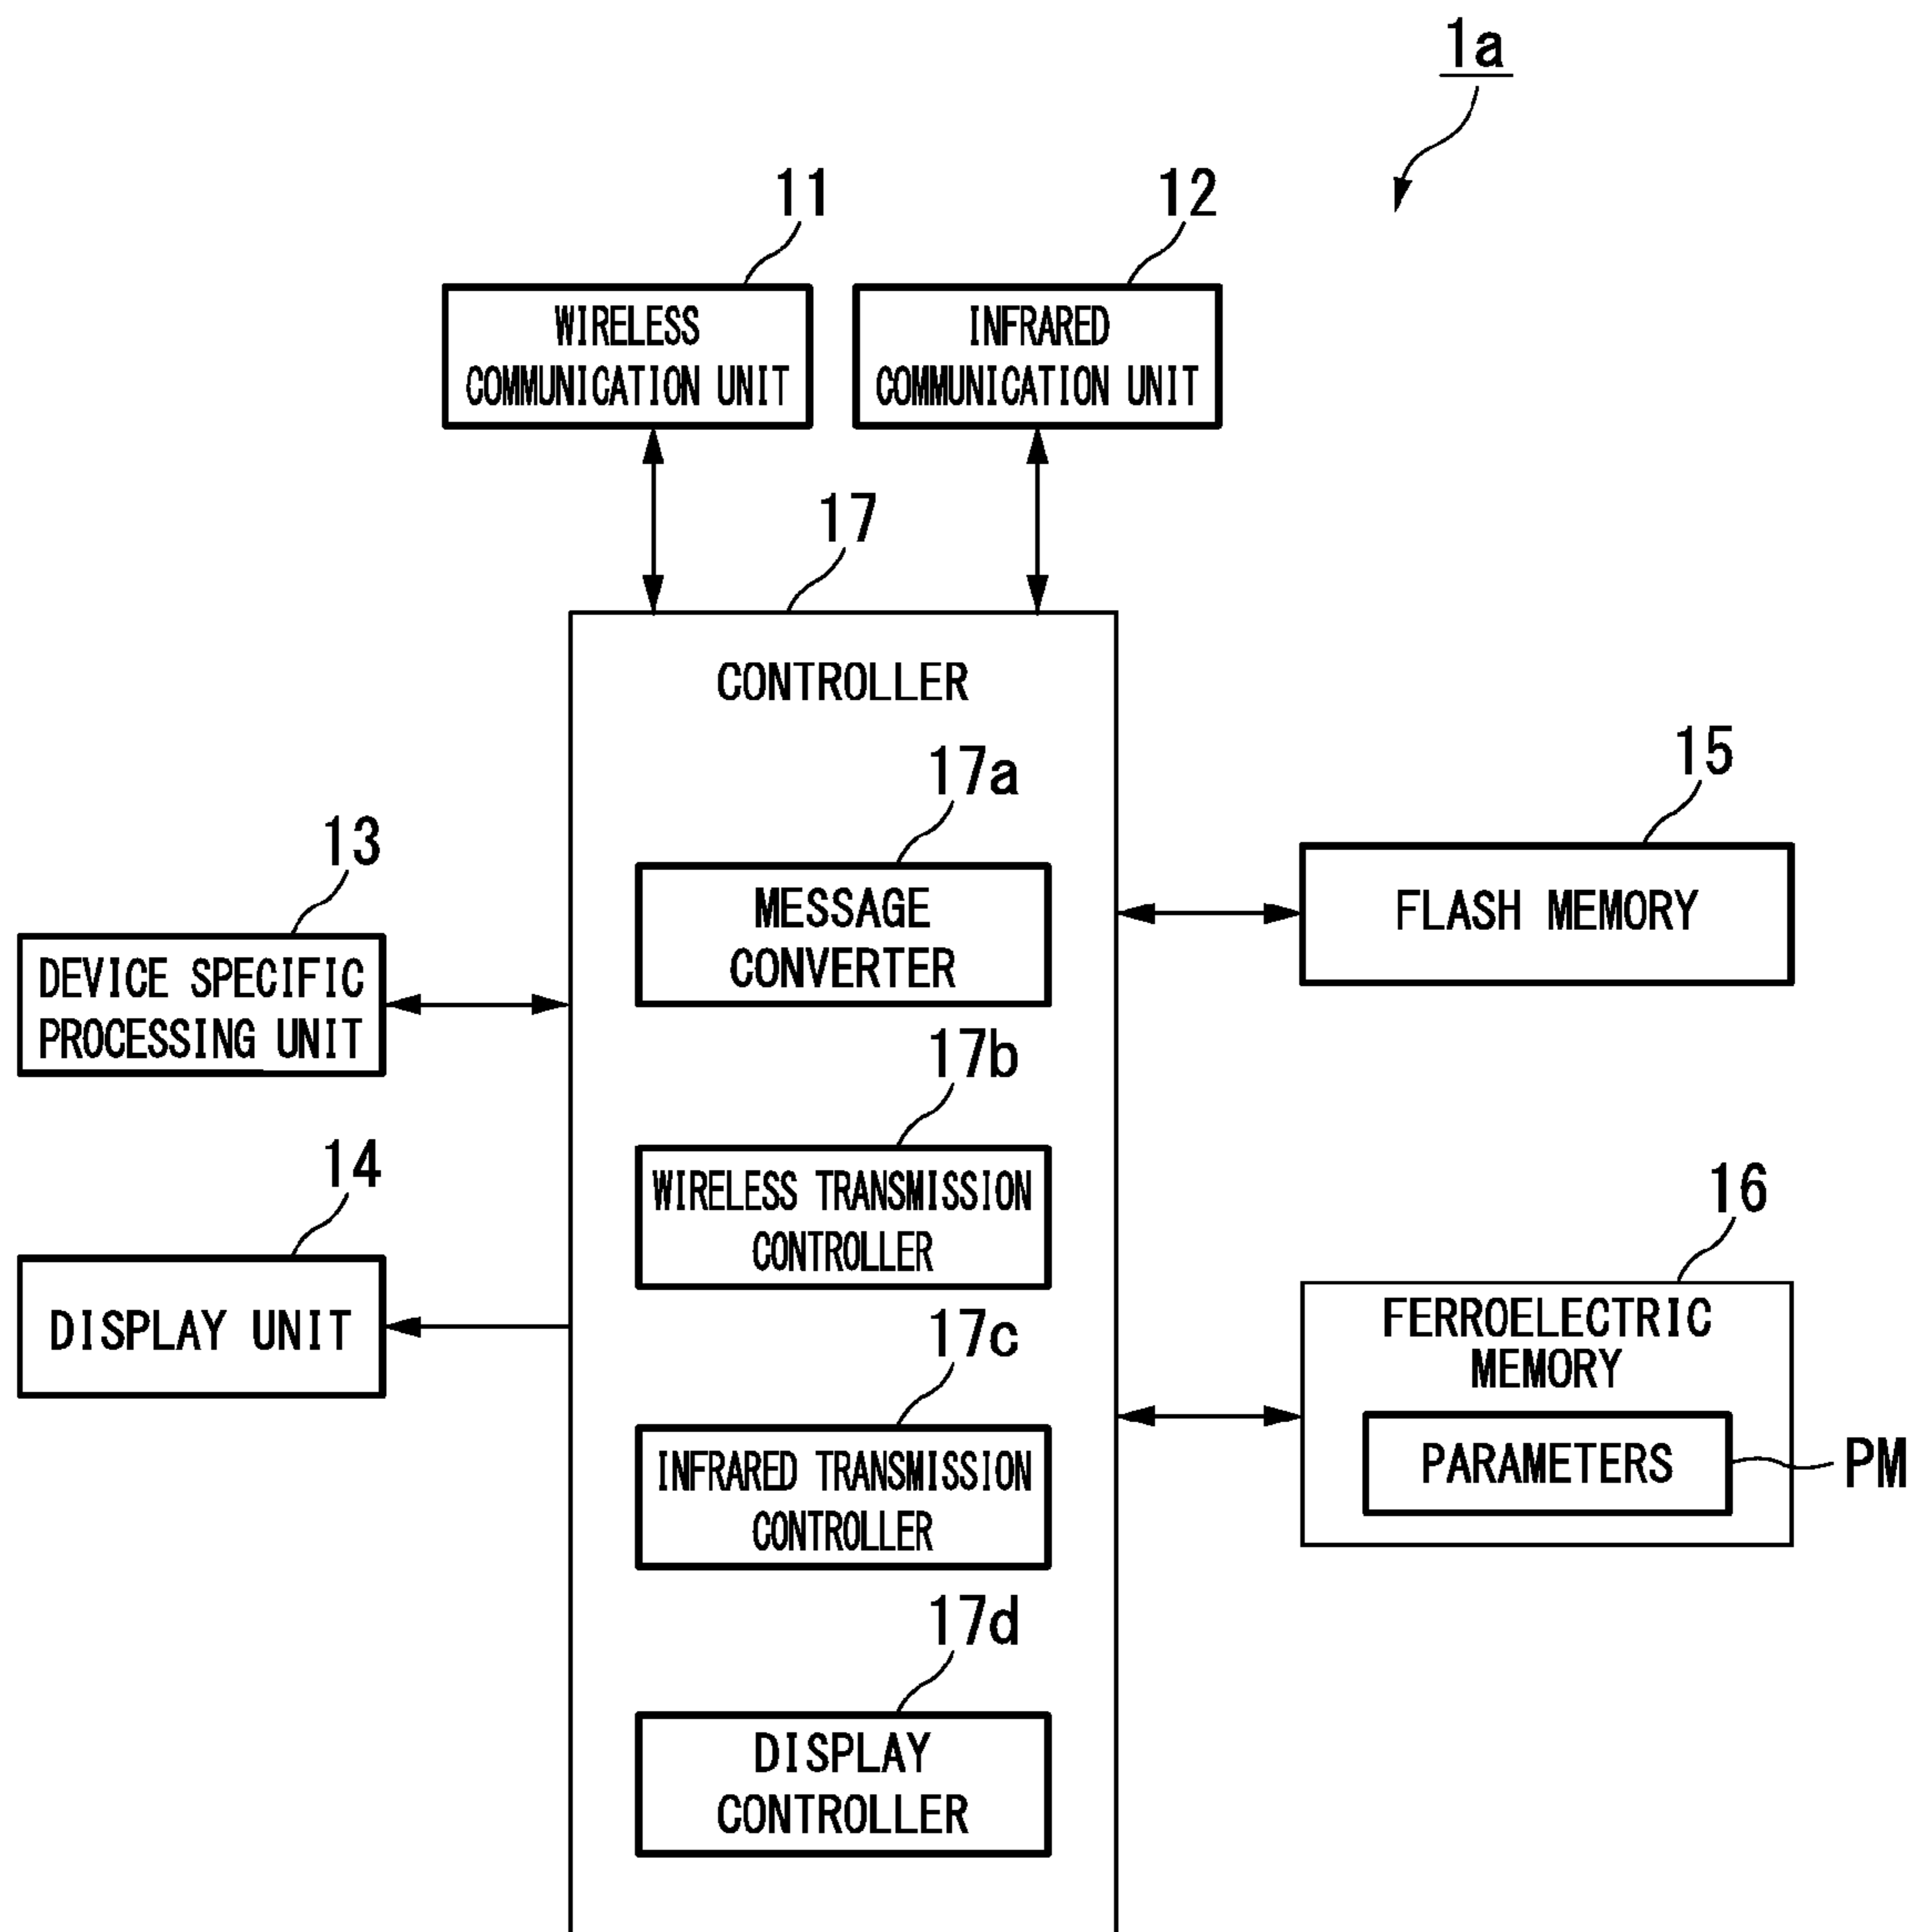 1a
11
12
WIRELESS
COMMUNICATION UNIT
INFRARED
COMMUNICATION UNIT
17
CONTROLLER
17a
MESSAGE
CONVERTER
15
FLASH MEMORY
13
DEVICE SPECIFIC
PROCESSING UNIT
17b
WIRELESS TRANSMISSION
CONTROLLER
14
DISPLAY UNIT
16
FERROELECTRIC
MEMORY
PARAMETERS
PM
17c
INFRARED TRANSMISSION
CONTROLLER
17d
DISPLAY
CONTROLLER